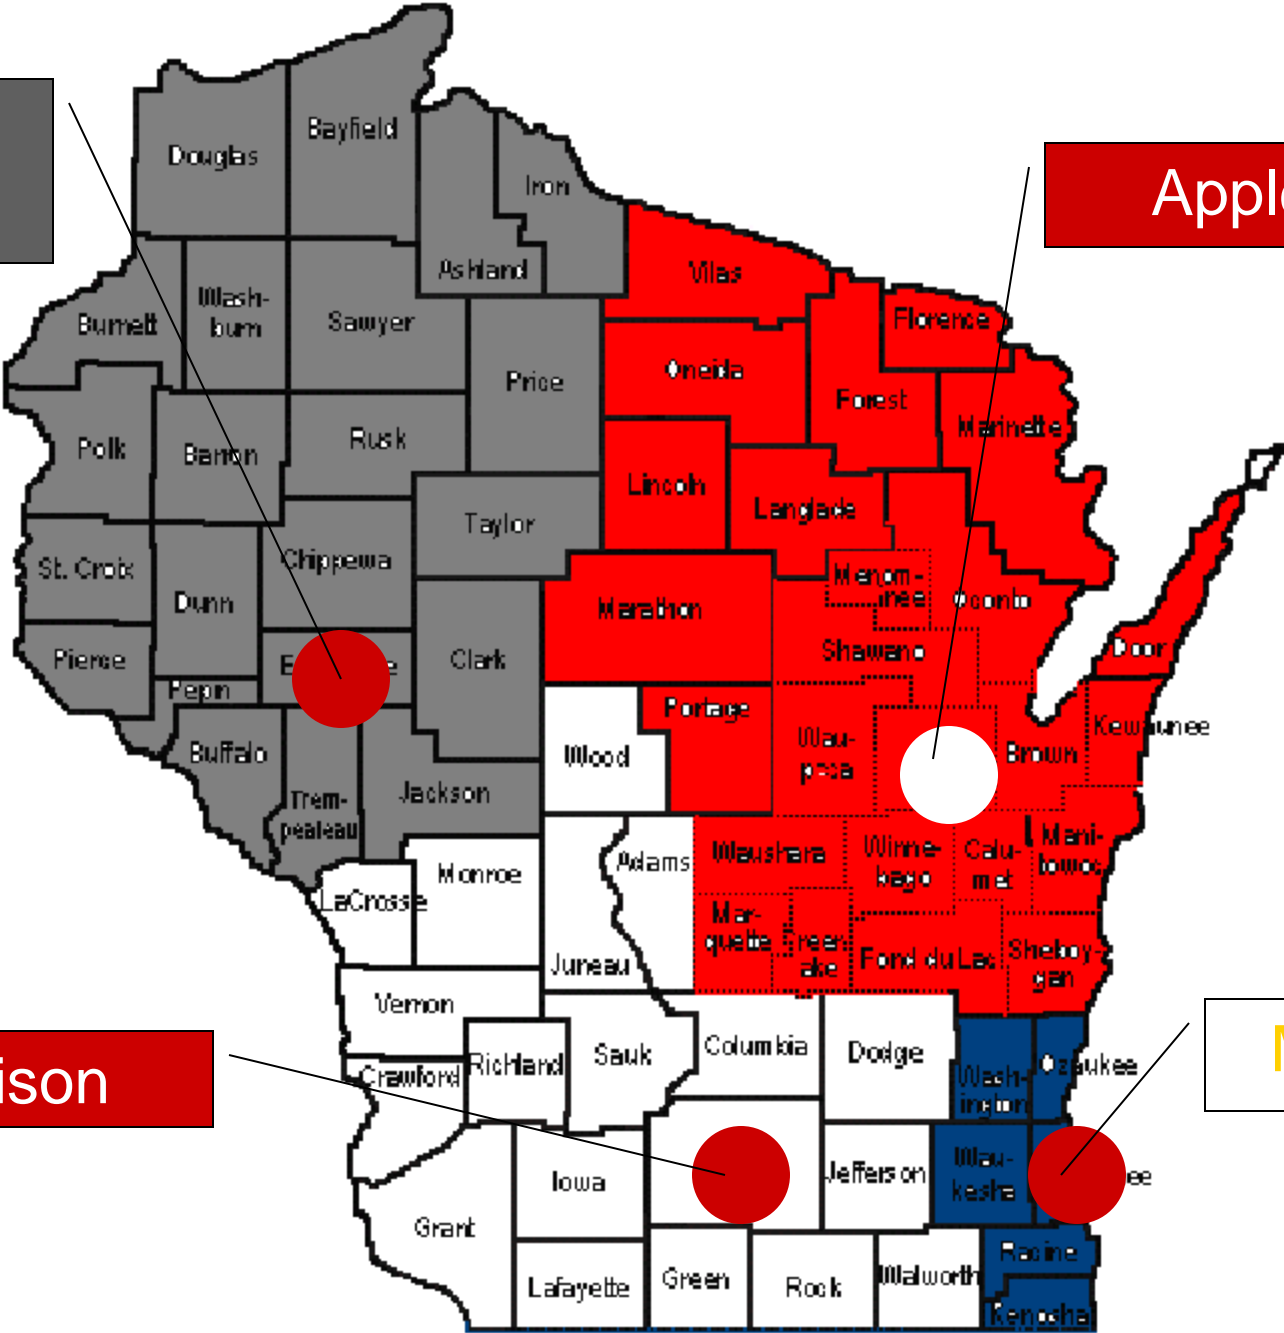 Bayfield
Douglas
Iron
Apple
Ashland
Vilas
Wash-
burn
Burnett
Sawyer
Florence
Oneida
Price
Forest
Marinette
Rusk
Polk
Barron
Lincoln
Langlade
Taylor
Chippewa
St. Croix
Menom-
inee
Dunn
Marathon
Oconto
Shawano
Door
Pierce
Clark
Pepin
Portage
Kewaunee
Buffalo
Wood
Wau-
paca
Brown
Trem-
pealeau
Jackson
Monroe
Adams
Waushara
Winne-
bago
Calu-
met
Mani-
towoc
LaCrosse
Mar-
quette
Green
Lake
Fond du Lac
Sheboy-
gan
Juneau
Vernon
Columbia
Dodge
Sauk
Richland
Crawford
Wash-
ington
Ozaukee
ison
Jefferson
Wau-
kesha
ee
Iowa
Grant
Racine
Green
Rock
Walworth
Lafayette
Kenosha